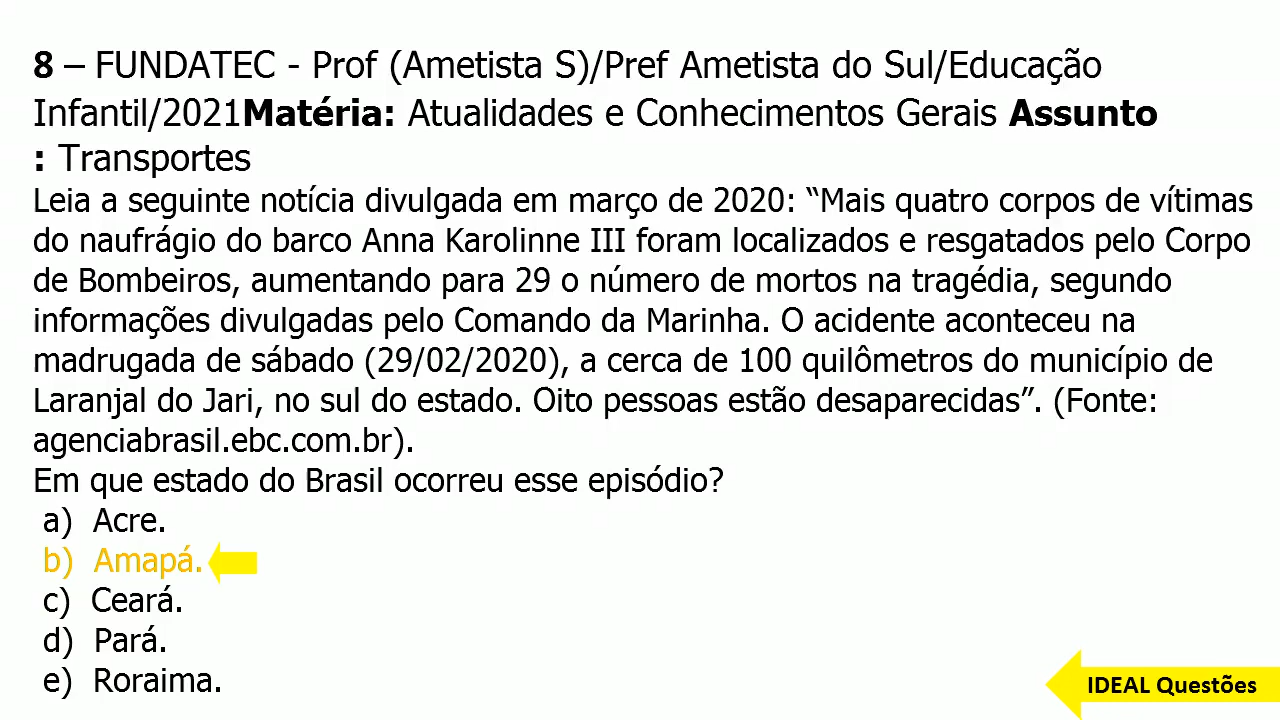 8 – FUNDATEC - Prof (Ametista S)/Pref Ametista do Sul/Educação
Infantil/2021Matéria: Atualidades e Conhecimentos Gerais Assunto
: Transportes
Leia a seguinte notícia divulgada em março de 2020: “Mais quatro corpos de vítimas
do naufrágio do barco Anna Karolinne III foram localizados e resgatados pelo Corpo
de Bombeiros, aumentando para 29 o número de mortos na tragédia, segundo
informações divulgadas pelo Comando da Marinha. O acidente aconteceu na
madrugada de sábado (29/02/2020), a cerca de 100 quilômetros do município de
Laranjal do Jari, no sul do estado. Oito pessoas estão desaparecidas”. (Fonte:
agenciabrasil.ebc.com.br).
Em que estado do Brasil ocorreu esse episódio?
a) Acre.
b) Amapá.
c) Ceará.
d) Pará.
e) Roraima.
IDEAL Questões